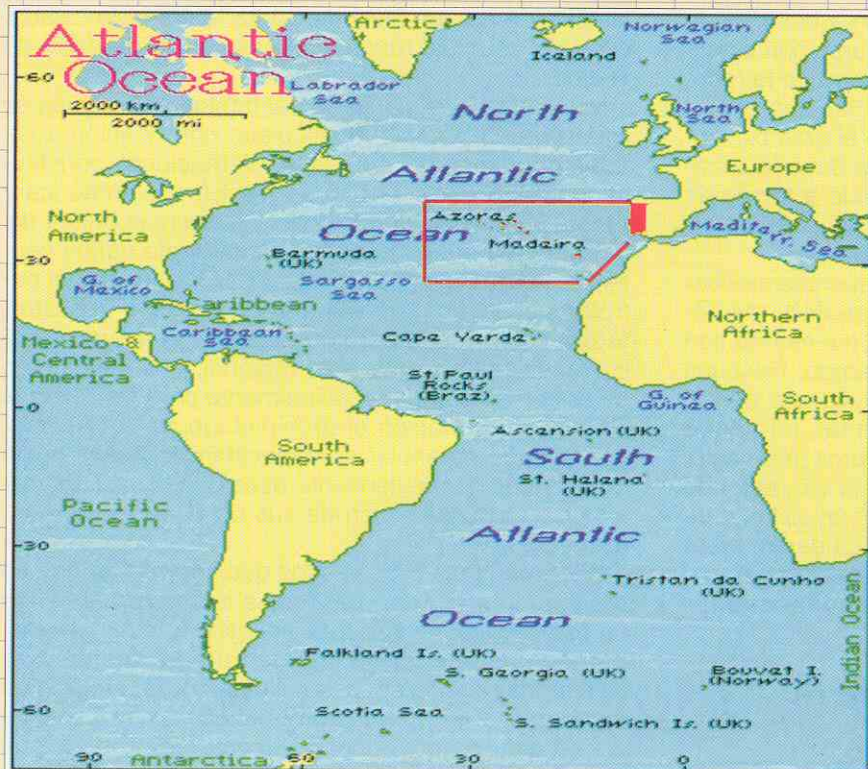 Atlantic
Ocean
2000 km
2000 mi
Arctic
Iceland
Norwegian
Sea
60
Labrador
Sea
North
North
Sea
Atlantic
Europe
North
America
Azores
Ocean
Madeira
Mediterr. Sea
30
Bermuda
(UK)
G. of
Mexico
Sargasso
Sea
Caribbean
Northern
Africa
Mexico &
Central
America
Caribbean
Sea
Cape Verde
St. Paul
Rocks
(Braz).
G. of
Guinea
South
Africa
0
Ascension (UK)
South
America
South
St. Helena
(UK)
Pacific
Ocean
30
Atlantic
Tristan da Cunha
(UK)
Ocean
Indian Ocean
Falkland Is. (UK)
S. Georgia (UK)
Bouvet I.
(Norway)
60
Scotia Sea
S. Sandwich Is. (UK)
90
Antarctica
60
30
0